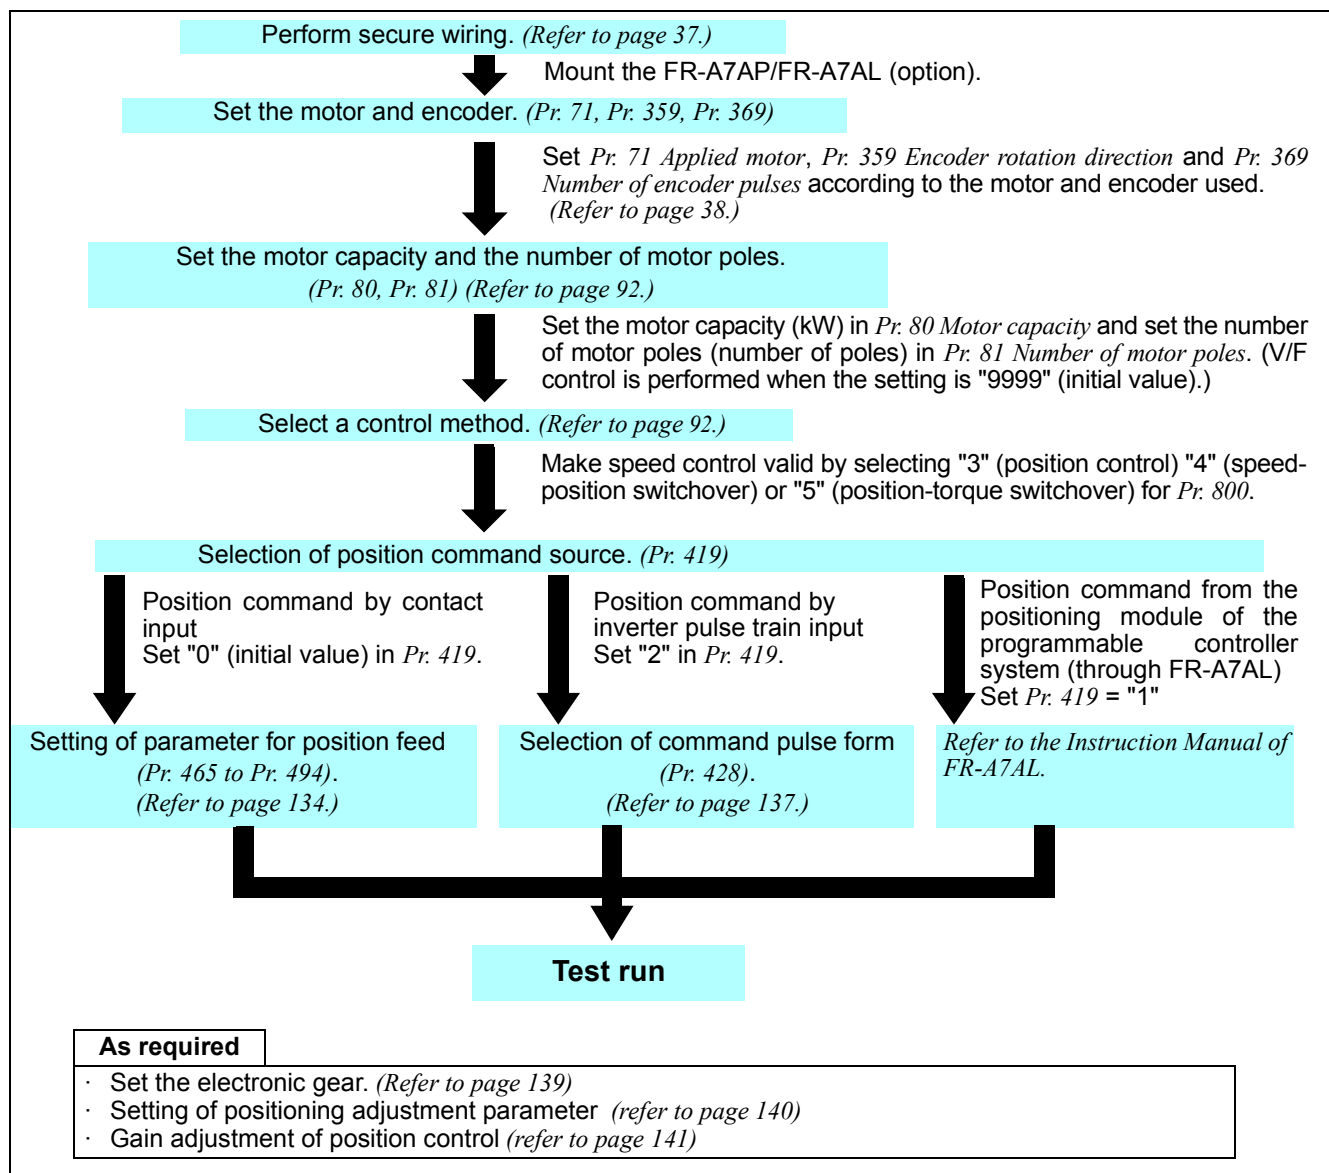 Perform secure wiring. (Refer to page 37.)
Mount the FR-A7AP/FR-A7AL (option).
Set the motor and encoder. (Pr. 71, Pr. 359, Pr. 369)
Set Pr. 71 Applied motor, Pr. 359 Encoder rotation direction and Pr. 369
Number of encoder pulses according to the motor and encoder used.
(Refer to page 38.)
Set the motor capacity and the number of motor poles.
(Pr. 80, Pr. 81) (Refer to page 92.)
Set the motor capacity (kW) in Pr. 80 Motor capacity and set the number
of motor poles (number of poles) in Pr. 81 Number of motor poles. (V/F
control is performed when the setting is "9999" (initial value).)
Select a control method. (Refer to page 92.)
Make speed control valid by selecting "3" (position control) "4" (speed-
position switchover) or "5" (position-torque switchover) for Pr. 800.
Selection of position command source. (Pr. 419)
Position command by contact
input
Set "0" (initial value) in Pr. 419.
Position command by
inverter pulse train input
Set "2" in Pr. 419.
Position command from the
positioning module of the
programmable controller
system (through FR-A7AL)
Set Pr. 419 = "1"
Setting of parameter for position feed
(Pr. 465 to Pr. 494).
(Refer to page 134.)
Selection of command pulse form
(Pr. 428).
(Refer to page 137.)
Refer to the Instruction Manual of
FR-A7AL.
Test run
As required
· Set the electronic gear. (Refer to page 139)
· Setting of positioning adjustment parameter (refer to page 140)
· Gain adjustment of position control (refer to page 141)